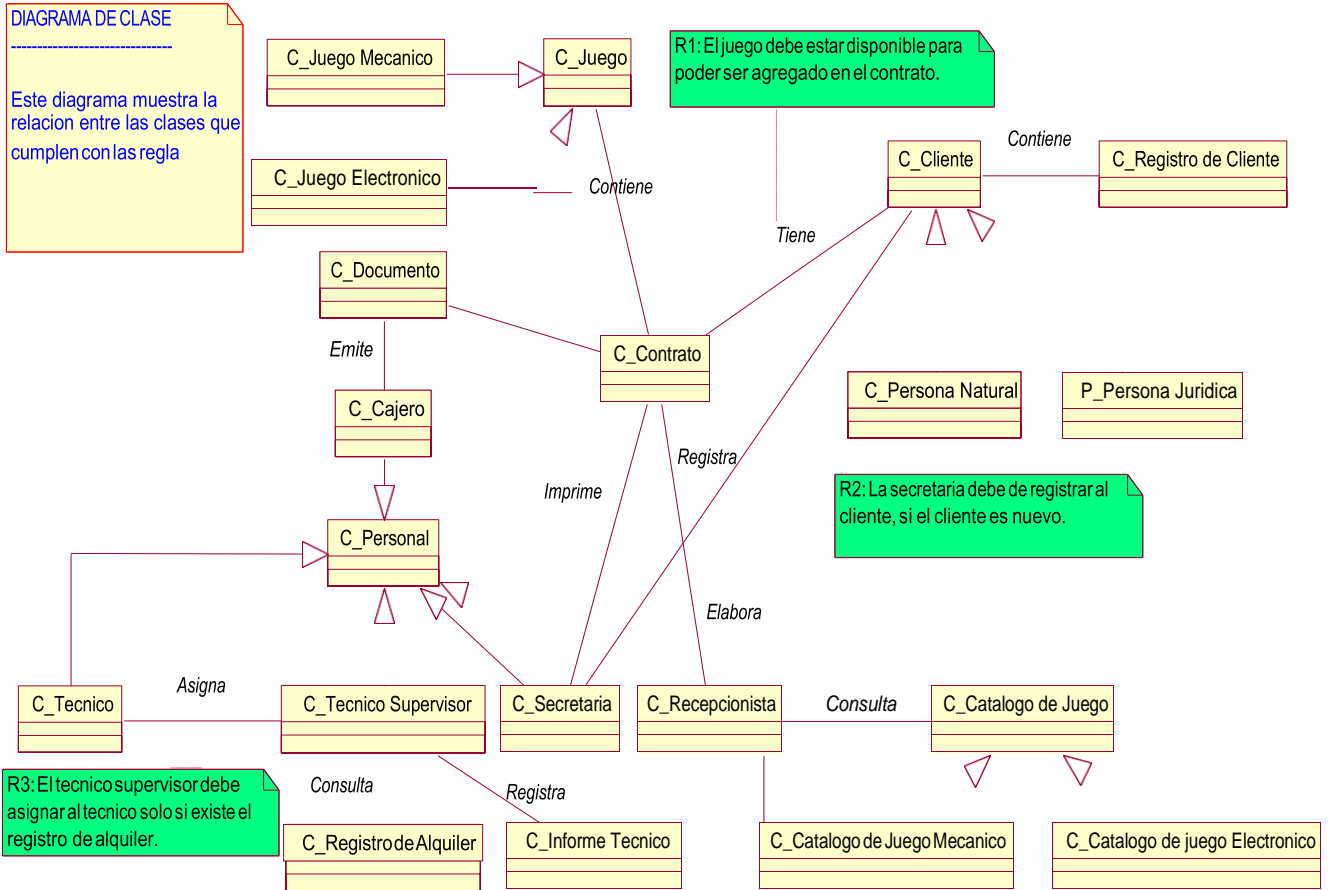 DIAGRAMA DE CLASE
-------------------------------
Este diagrama muestra la
relacion entre las clases que
cumplen con las regla
C_Juego Mecanico
C_Juego
R1: El juego debe estar disponible para
poder ser agregado en el contrato.
C_Juego Electronico
Contiene
C_Cliente
Contiene
C_Registro de Cliente
Tiene
C_Documento
Emite
C_Contrato
C_Cajero
C_Persona Natural
P_Persona Juridica
Registra
Imprime
R2: La secretaria debe de registrar al
cliente, si el cliente es nuevo.
C_Personal
Elabora
Asigna
C_Tecnico
C_Tecnico Supervisor
C_Secretaria
C_Recepcionista
Consulta
C_Catalogo de Juego
R3: El tecnico supervisor debe
asignar al tecnico solo si existe el
registro de alquiler.
Consulta
Registra
C_Registro de Alquiler
C_Informe Tecnico
C_Catalogo de Juego Mecanico
C_Catalogo de juego Electronico